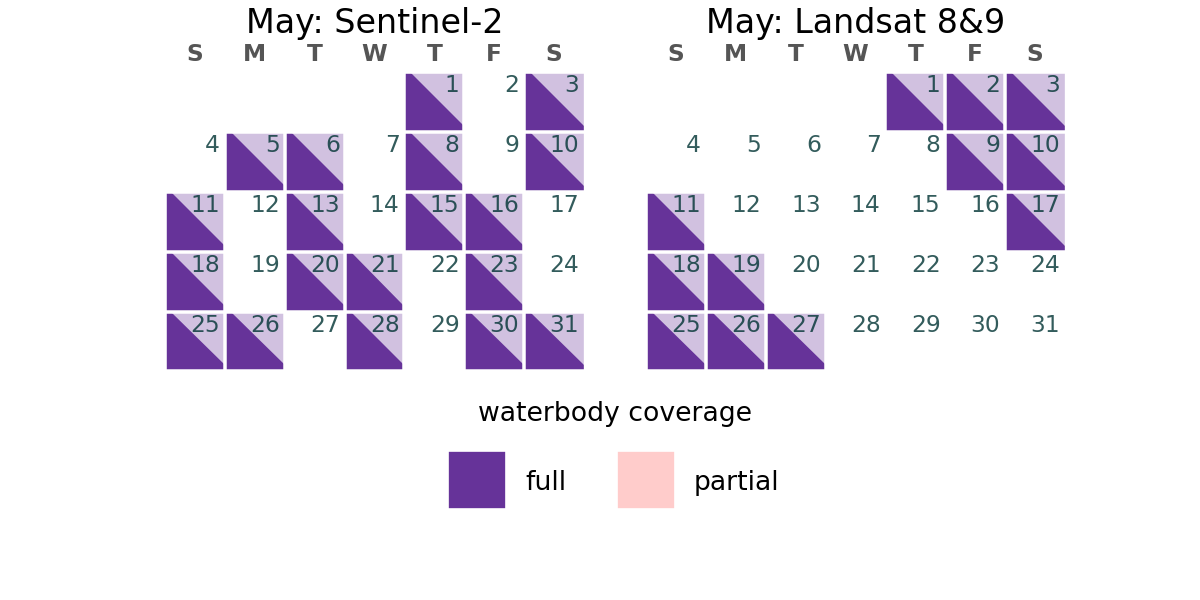 May: Sentinel-2
S M T W T F S
1 2 3
4 5 6 7 8 9 10
11 12 13 14 15 16 17
18 19 20 21 22 23 24
25 26 27 28 29 30 31
May: Landsat 8&9
S M T W T F S
1 2 3
4 5 6 7 8 9 10
11 12 13 14 15 16 17
18 19 20 21 22 23 24
25 26 27 28 29 30 31
waterbody coverage
full partial